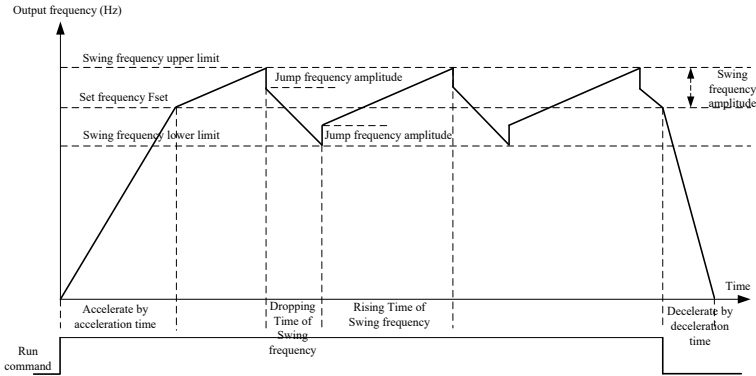 Output frequency (Hz)
Swing frequency upper limit
Jump frequency amplitude
Swing
frequency
amplitude
Set frequency Fset
Swing frequency lower limit
Jump frequency amplitude
Time
Accelerate by
acceleration time
Dropping
Time of
Swing
frequency
Rising Time of
Swing frequency
Decelerate by
deceleration
time
Run
command